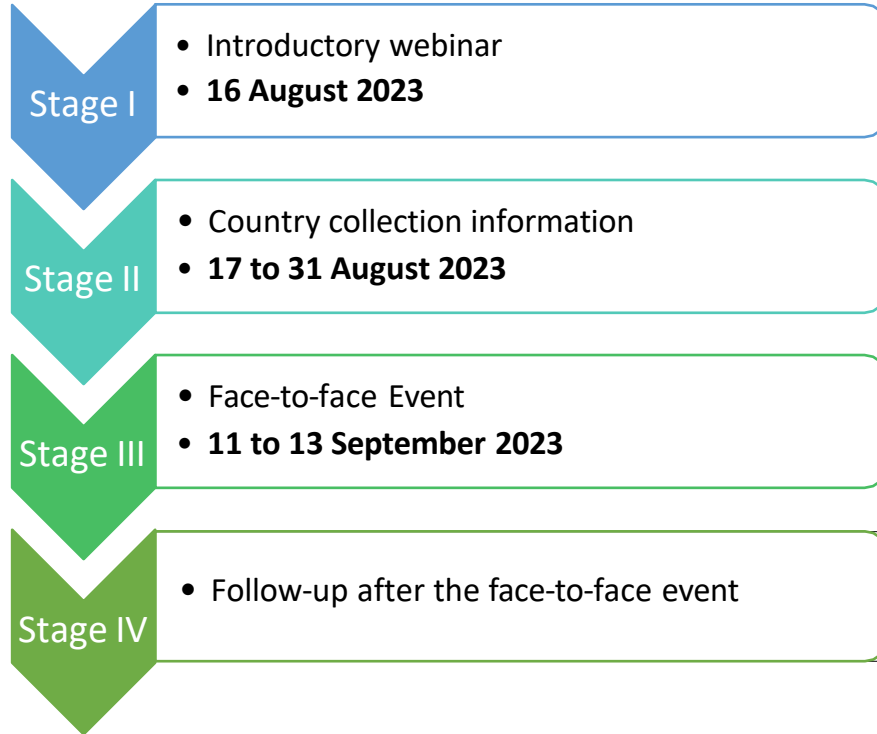 Stage I
• Introductory webinar
• 16 August 2023
Stage II
• Country collection information
• 17 to 31 August 2023
Stage III
• Face-to-face Event
• 11 to 13 September 2023
Stage IV
• Follow-up after the face-to-face event